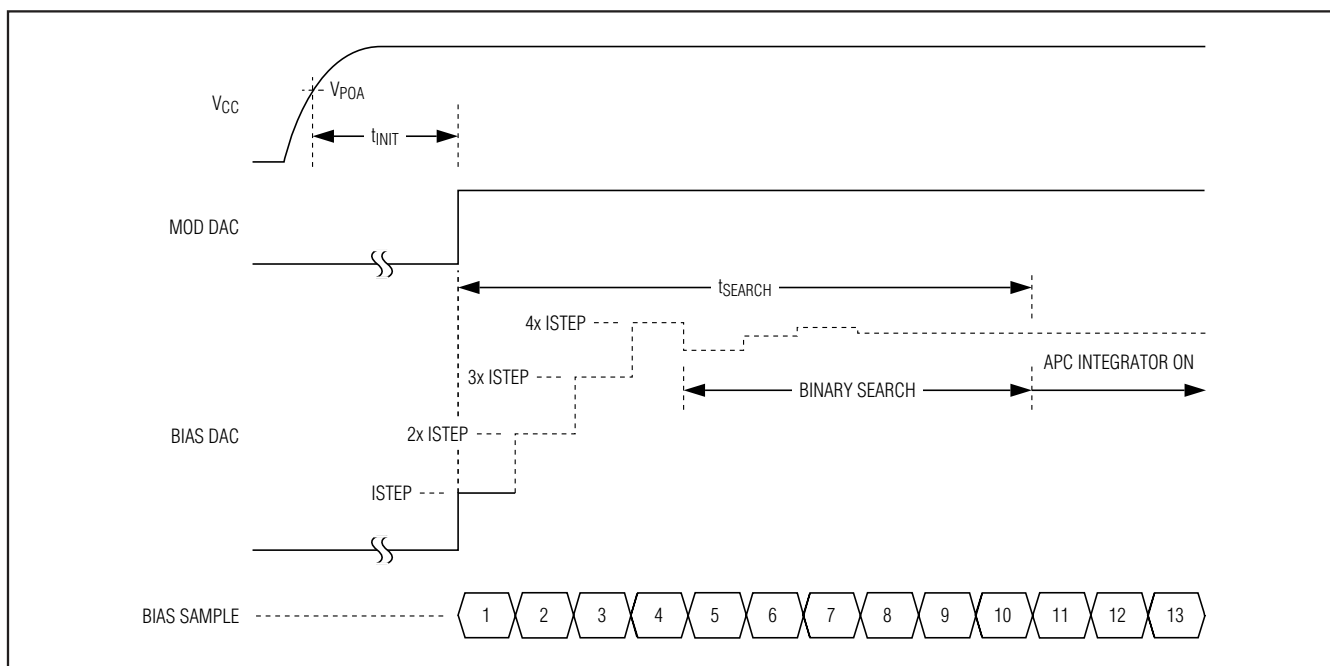 VCC
VPOA
tINIT
MOD DAC
tSEARCH
4x ISTEP
3x ISTEP
APC INTEGRATOR ON
BINARY SEARCH
BIAS DAC
2x ISTEP
ISTEP
BIAS SAMPLE 1 2 3 4 5 6 7 8 9 10 11 12 13